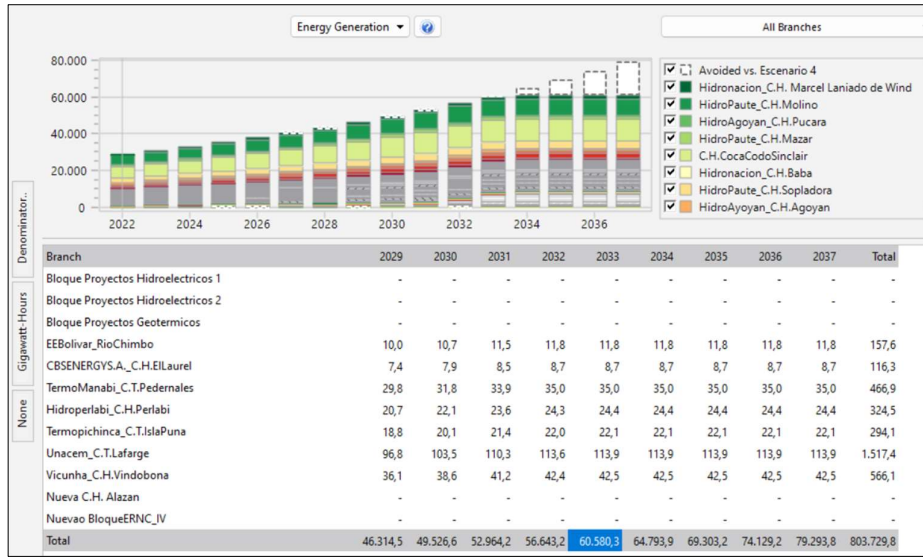 Energy Generation
All Branches
80.000
60.000
40.000
20.000
0
2022 2024 2026 2028 2030 2032 2034 2036
Avoided vs. Escenario 4
Hidronacion_C.H. Marcel Laniado de Wind
HidroPaute_C.H.Molino
HidroAgoyan_C.H.Pucara
HidroPaute_C.H.Mazar
C.H.CocaCodoSinclair
Hidronacion_C.H.Baba
HidroPaute_C.H.Sopladora
HidroAyoyan_C.H.Agoyan
Denominator..
Gigawatt-Hours
None
Branch 2029 2030 2031 2032 2033 2034 2035 2036 2037 Total
Bloque Proyectos Hidroelectricos 1 - - - - - - - - - -
Bloque Proyectos Hidroelectricos 2 - - - - - - - - - -
Bloque Proyectos Geotermicos - - - - - - - - - -
EEBolivar_RioChimbo 10,0 10,7 11,5 11,8 11,8 11,8 11,8 11,8 11,8 157,6
CBSENERGYS.A._C.H.ElLaurel 7,4 7,9 8,5 8,7 8,7 8,7 8,7 8,7 8,7 116,3
TermoManabi_C.T.Pedernales 29,8 31,8 33,9 35,0 35,0 35,0 35,0 35,0 35,0 466,9
Hidroperlabi_C.H.Perlabi 20,7 22,1 23,6 24,3 24,4 24,4 24,4 24,4 24,4 324,5
Termopichinca_C.T.IslaPuna 18,8 20,1 21,4 22,0 22,1 22,1 22,1 22,1 22,1 294,1
Unacem_C.T.Lafarge 96,8 103,5 110,3 113,6 113,9 113,9 113,9 113,9 113,9 1.517,4
Vicunha_C.H.Vindobona 36,1 38,6 41,2 42,4 42,5 42,5 42,5 42,5 42,5 566,1
Nueva C.H. Alazan - - - - - - - - - -
Nuevao BloqueERNC_IV - - - - - - - - - -
Total 46.314,5 49.526,6 52.964,2 56.643,2 60.580,3 64.793,9 69.303,2 74.129,2 79.293,8 803.729,8